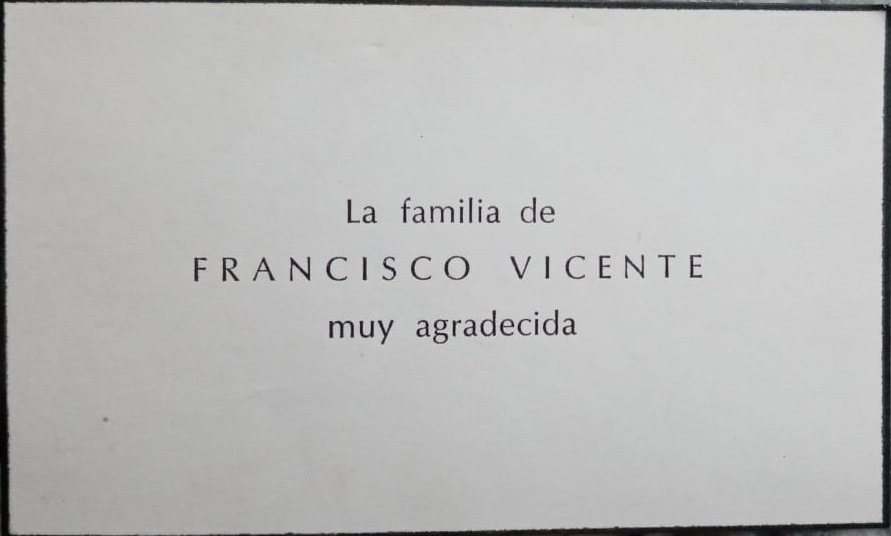 La familia de
FRANCISCO VICENTE
muy agradecida